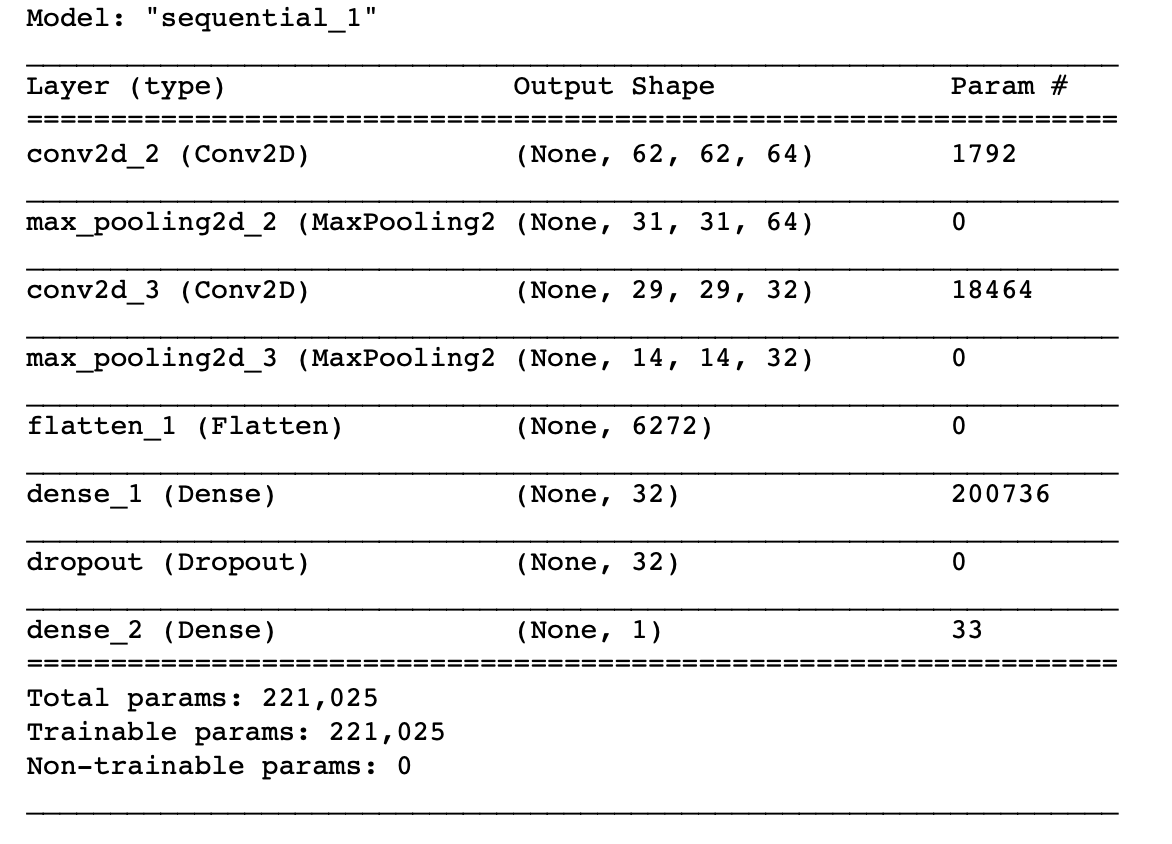 Model: "sequential_1"
Layer (type) Output Shape Param #
conv2d_2 (Conv2D) (None, 62, 62, 64) 1792
max_pooling2d_2 (MaxPooling2 (None, 31, 31, 64) 0
conv2d_3 (Conv2D) (None, 29, 29, 32) 18464
max_pooling2d_3 (MaxPooling2 (None, 14, 14, 32) 0
flatten_1 (Flatten) (None, 6272) 0
dense_1 (Dense) (None, 32) 200736
dropout (Dropout) (None, 32) 0
dense_2 (Dense) (None, 1) 33
Total params: 221,025
Trainable params: 221,025
Non-trainable params: 0